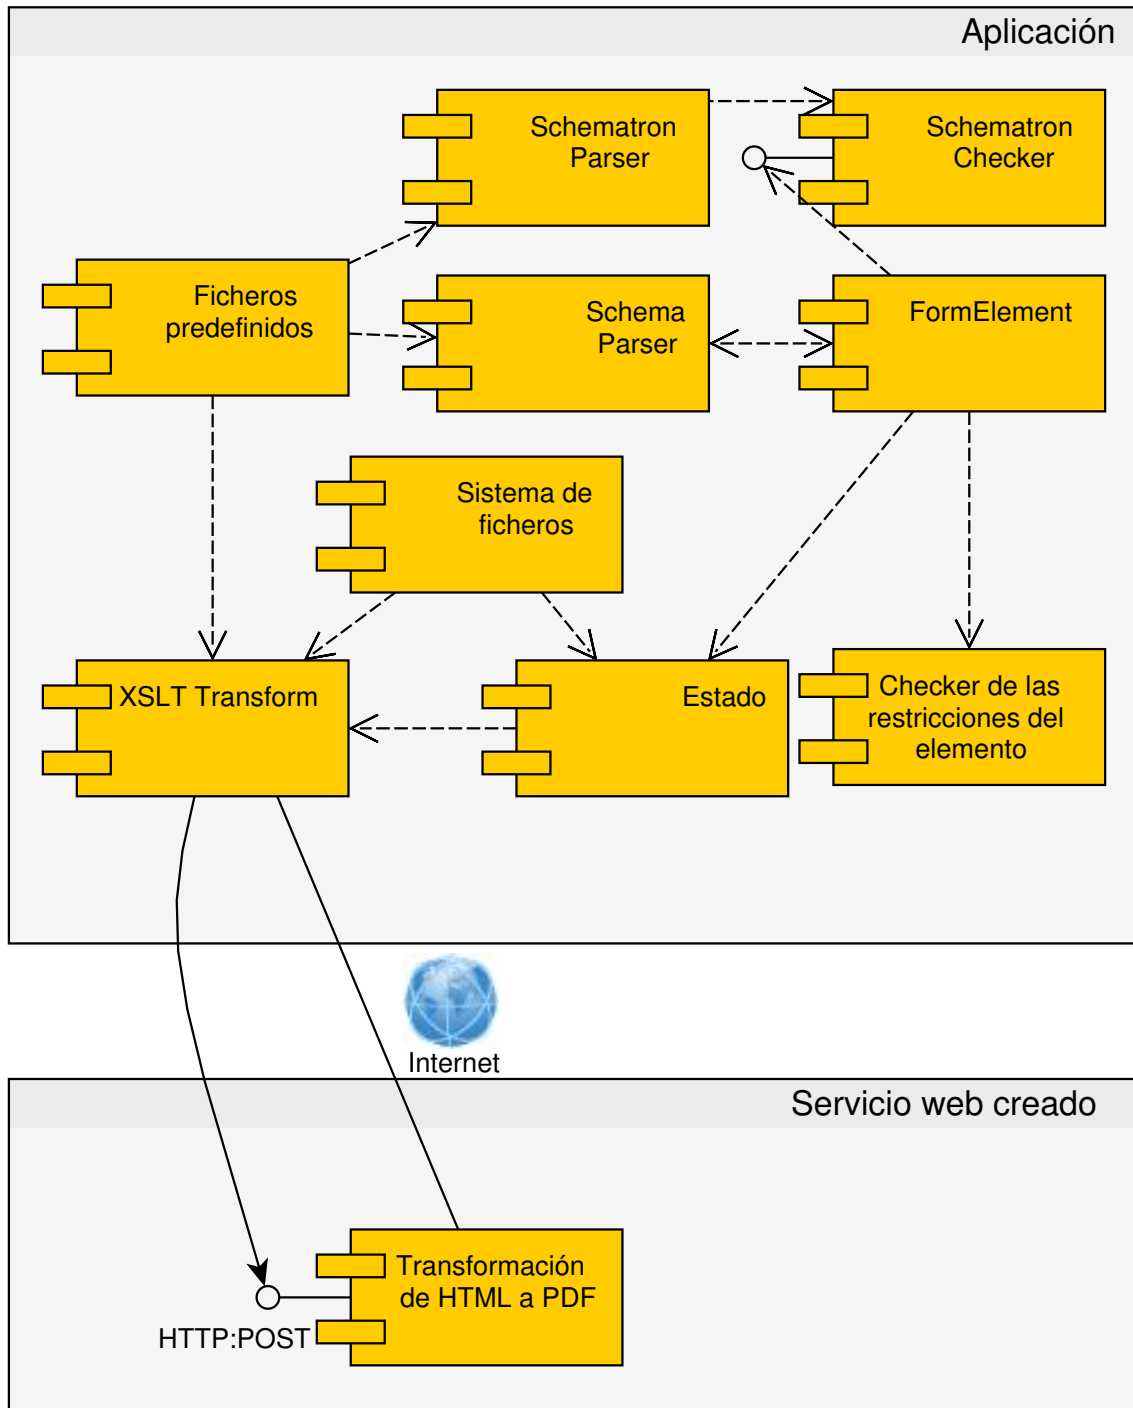 Aplicación
Schematron
Parser
Schematron
Checker
Ficheros
predefinidos
Schema
Parser
FormElement
Sistema de
ficheros
XSLT Transform
Estado
Checker de las
restricciones del
elemento
Internet
Servicio web creado
Transformación
de HTML a PDF
HTTP:POST